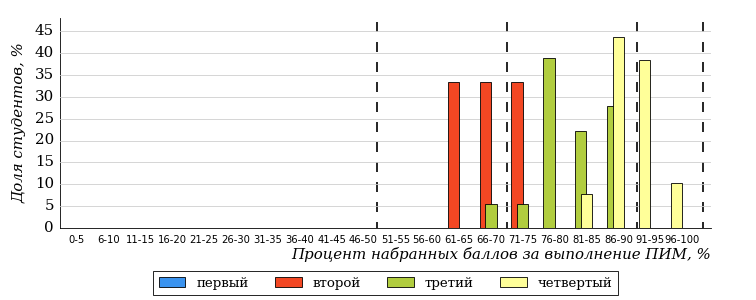 Доля студентов, %
45
40
35
30
25
20
15
10
5
0
0-5 6-10 11-15 16-20 21-25 26-30 31-35 36-40 41-45 46-50 51-55 56-60 61-65 66-70 71-75 76-80 81-85 86-90 91-95 96-100
Процент набранных баллов за выполнение ПИМ, %
первый второй третий четвертый